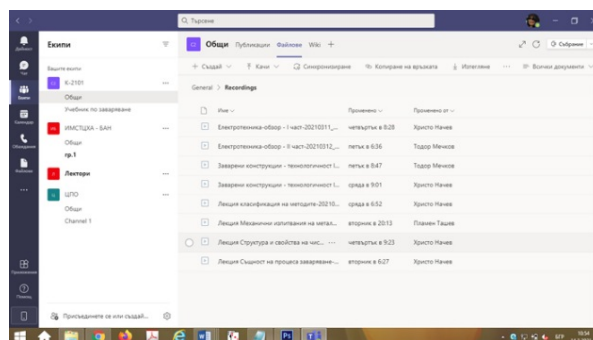 Търсене
Екипи
Общи Публикации Файлове Wiki +
Събрание
+ Създай Качи Синхронизиране Копиране на връзката Изтегляне ... Всички документи
Вашите екипи
К-2101
Общи
Учебник по заваряване
ИМСТЦХА - БАН
Общи
гр.1
Лектори
ЦПО
Общи
Channel 1
General > Recordings
Име Променено Променено от
Електротехника-обзор - I част-20210311_... четвъртък в 8:28 Христо Начев
Електротехника-обзор - II част-20210312_... петък в 6:36 Тодор Мечков
Заварени конструкции - технологичност I... петък в 8:47 Тодор Мечков
Заварени конструкции - технологичност I... сряда в 9:01 Христо Начев
Лекция класификация на методите-20210... сряда в 6:52 Христо Начев
Лекция Механични изпитвания на метал... вторник в 20:13 Пламен Ташев
Лекция Структура и свойства на чис... ... четвъртък в 9:23 Христо Начев
Лекция Същност на процеса заваряване-... вторник в 6:27 Христо Начев
Присъединете се или създай...
16:54